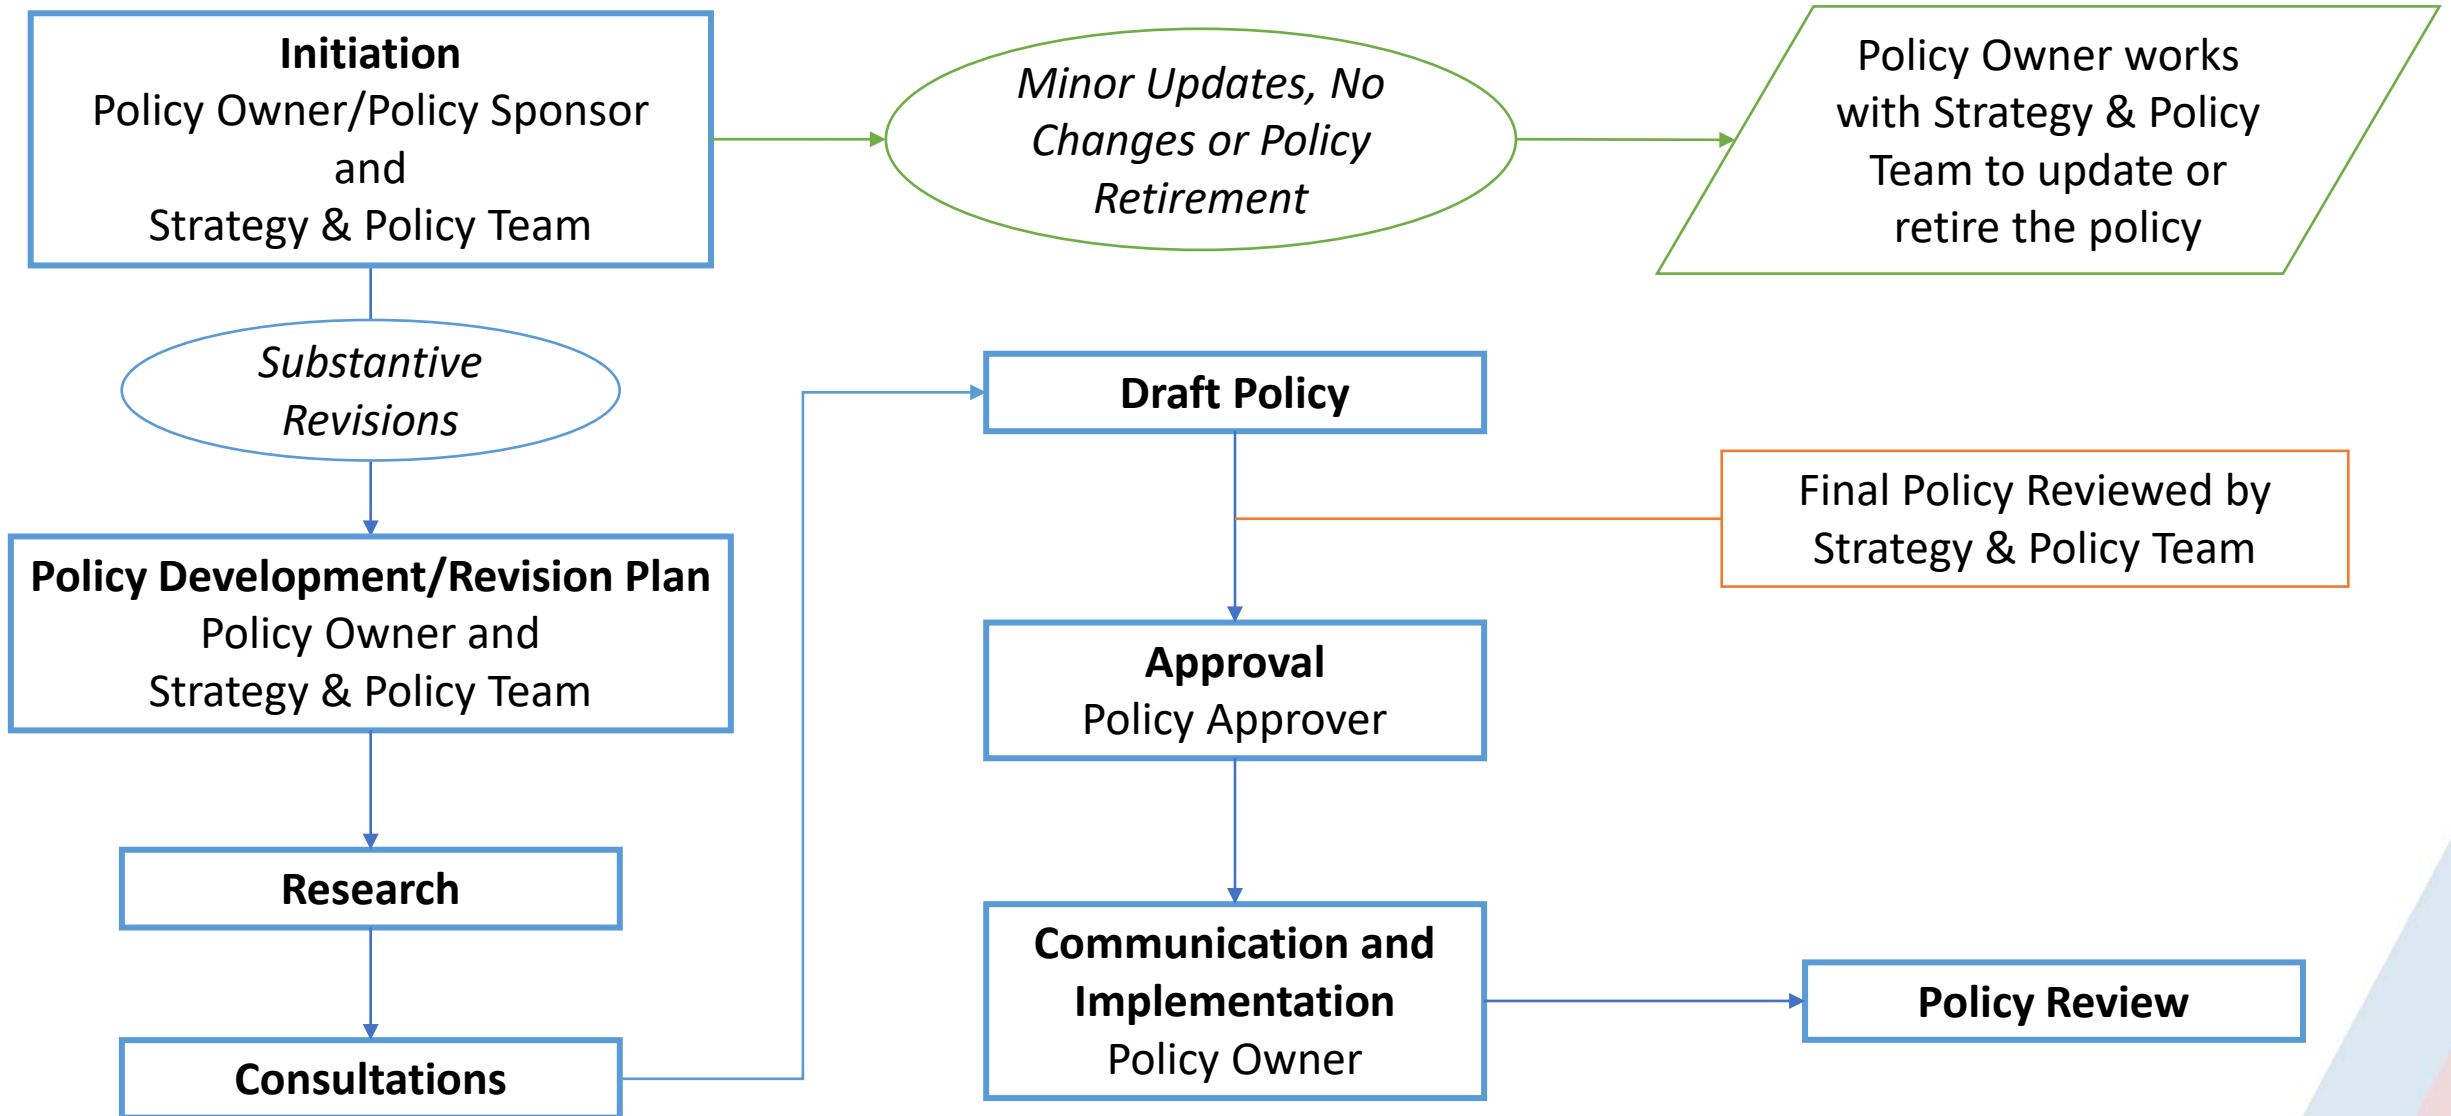 Initiation
Policy Owner/Policy Sponsor
and
Strategy & Policy Team
Minor Updates, No
Changes or Policy
Retirement
Policy Owner works
with Strategy & Policy
Team to update or
retire the policy
Substantive
Revisions
Policy Development/Revision Plan
Policy Owner and
Strategy & Policy Team
Research
Consultations
Draft Policy
Final Policy Reviewed by
Strategy & Policy Team
Approval
Policy Approver
Communication and
Implementation
Policy Owner
Policy Review